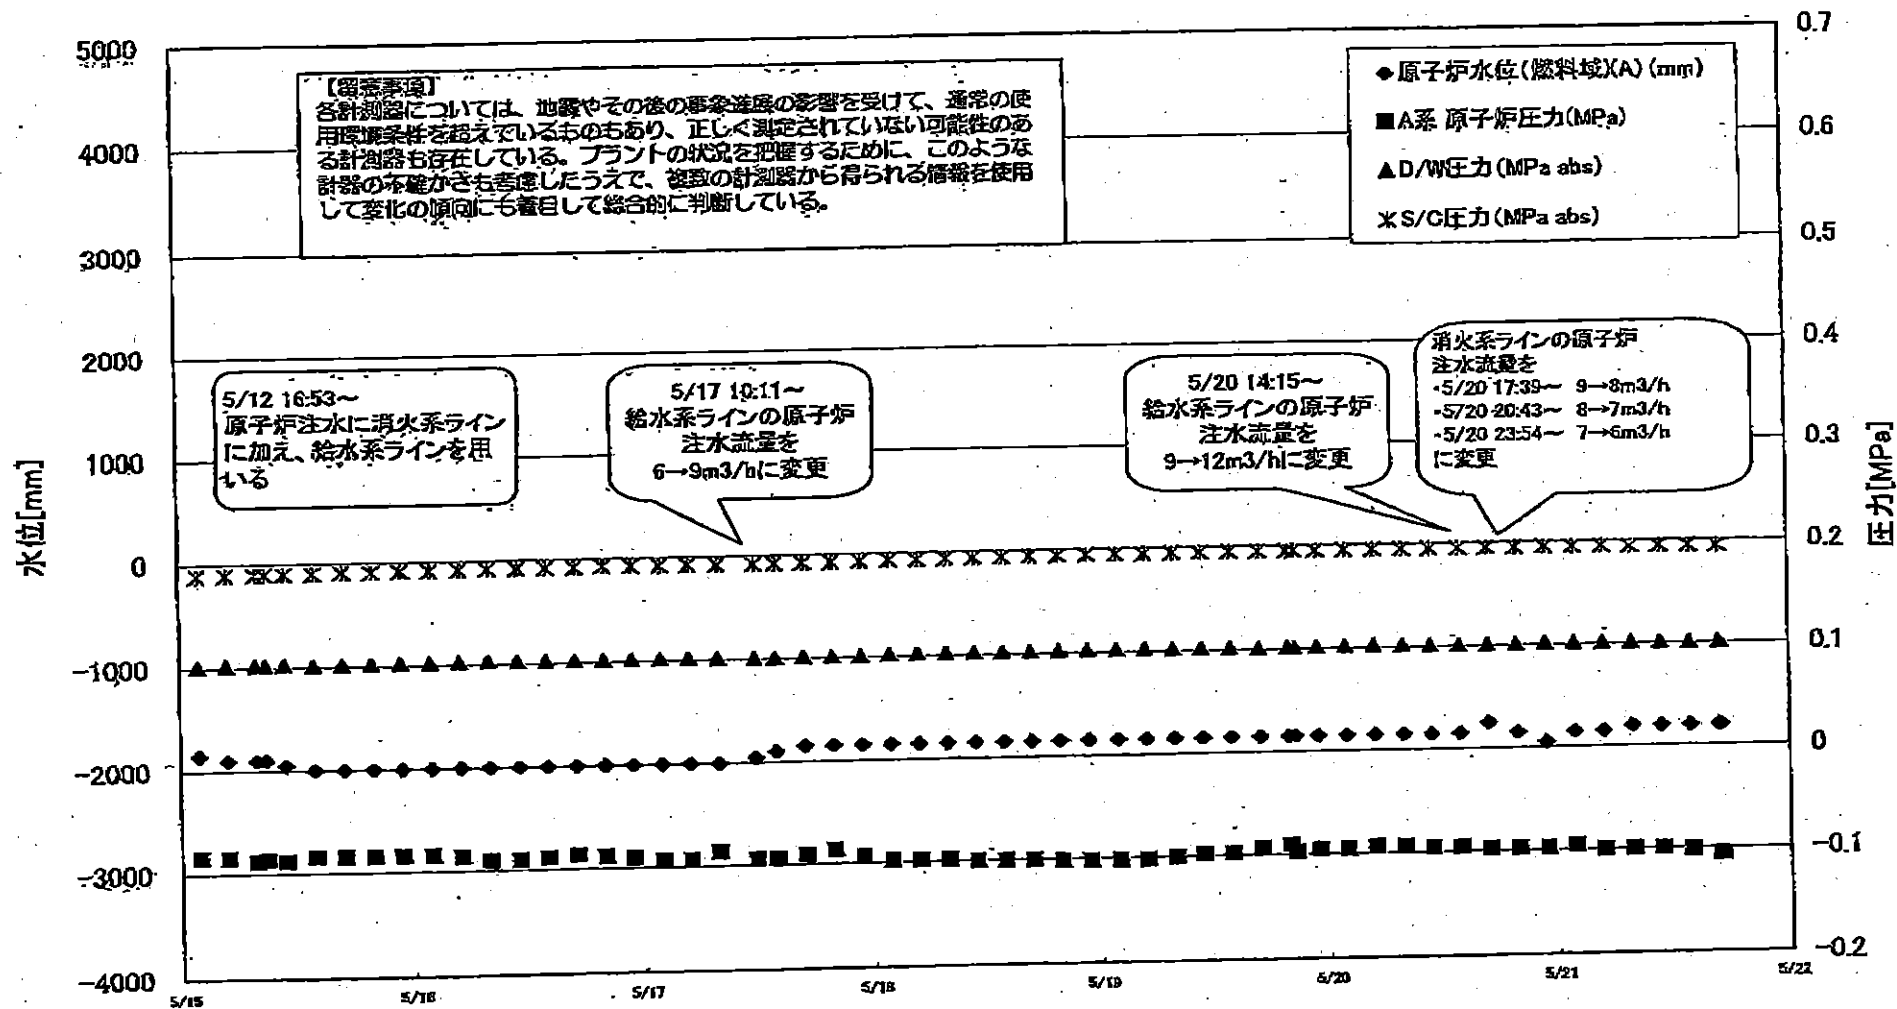 5000
4000
3000
2000
1000
0
-1000
-2000
-3000
-4000
水位[mm]
【留意事項】
各計測器については、地震やその後の事象進展の影響を受けて、通常の使
用環境条件を超えているものもあり、正しく測定されていない可能性のあ
る計測器も存在している。プラントの状況を把握するために、このような
計器の不確かさも考慮したうえで、複数の計測器から得られる情報を使用
して変化の傾向にも着目して総合的に判断している。
◆原子炉水位(燃料域)(A)(mm)
■A系 原子炉圧力(MPa)
▲D/W圧力(MPa abs)
S/C圧力(MPa abs)
5/12 16:53～
原子炉注水に消火系ライン
に加え、給水系ラインを用
いる
5/17 10:11～
給水系ラインの原子炉
注水流量を
6→9m3/hに変更
5/20 14:15～
給水系ラインの原子炉
注水流量を
9→12m3/hに変更
消火系ラインの原子炉
注水流量を
・5/20 17:39～ 9→8m3/h
・5/20 20:43～ 8→7m3/h
・5/20 23:54～ 7→6m3/h
に変更
0.7
0.6
0.5
0.4
0.3
0.2
0.1
0
-0.1
-0.2
圧力[MPa]
5/15
5/16
5/17
5/18
5/19
5/20
5/21
5/22